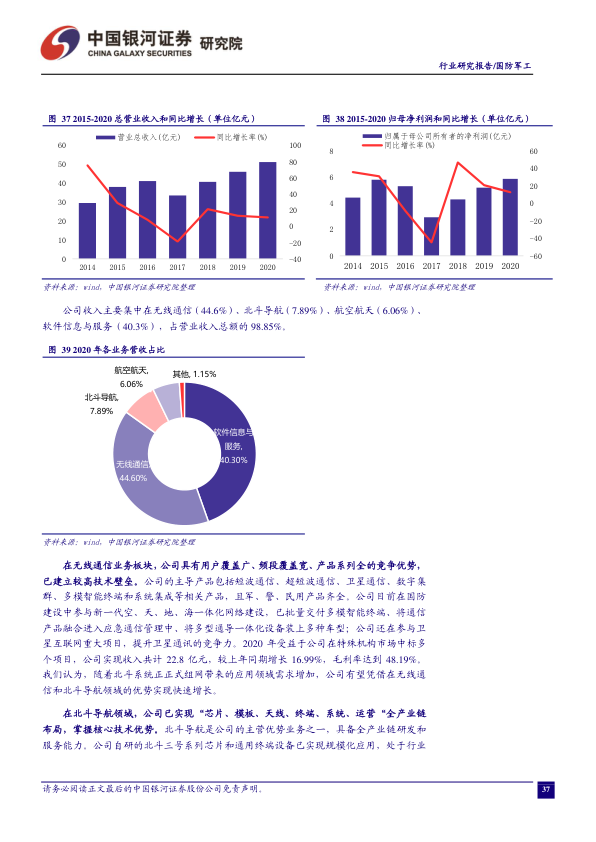 中国银河证券 研究院
CHINA GALAXY SECURITIES
行业研究报告/国防军工
图 37 2015-2020 总营业收入和同比增长（单位亿元）
营业总收入(亿元) 同比增长率(%)
60 100
50 80
40 60
30 40
20 20
10 0
0 -20
-40
2014 2015 2016 2017 2018 2019 2020
资料来源：wind，中国银河证券研究院整理
图 38 2015-2020 归母净利润和同比增长（单位亿元）
归属于母公司所有者的净利润(亿元)
同比增长率(%)
8 60
6 40
4 20
2 0
0 -20
-40
-60
2014 2015 2016 2017 2018 2019 2020
资料来源：wind，中国银河证券研究院整理
公司收入主要集中在无线通信（44.6%）、北斗导航（7.89%）、航空航天（6.06%）、
软件信息与服务（40.3%），占营业收入总额的 98.85%。
图 39 2020 年各业务营收占比
航空航天,
6.06%
其他, 1.15%
北斗导航,
7.89%
软件信息与
服务,
40.30%
无线通信,
44.60%
资料来源：wind，中国银河证券研究院整理
在无线通信业务板块，公司具有用户覆盖广、频段覆盖宽、产品系列全的竞争优势，
已建立较高技术壁垒。公司的主导产品包括短波通信、超短波通信、卫星通信、数字集
群、多模智能终端和系统集成等相关产品，且军、警、民用产品齐全。公司目前在国防
建设中参与新一代空、天、地、海一体化网络建设，已批量交付多模智能终端、将通信
产品融合进入应急通信管理中、将多型通导一体化设备装上多种车型；公司还在参与卫
星互联网重大项目，提升卫星通讯的竞争力。2020 年受益于公司在特殊机构市场中标多
个项目，公司实现收入共计 22.8 亿元，较上年同期增长 16.99%，毛利率达到 48.19%。
我们认为，随着北斗系统正正式组网带来的应用领域需求增加，公司有望凭借在无线通
信和北斗导航领域的优势实现快速增长。
在北斗导航领域，公司已实现“芯片、模板、天线、终端、系统、运营“全产业链
布局，掌握核心技术优势。北斗导航是公司的主营优势业务之一，具备全产业链研发和
服务能力。公司自研的北斗三号系列芯片和通用终端设备已实现规模化应用，处于行业
请务必阅读正文最后的中国银河证券股份公司免责声明。
37